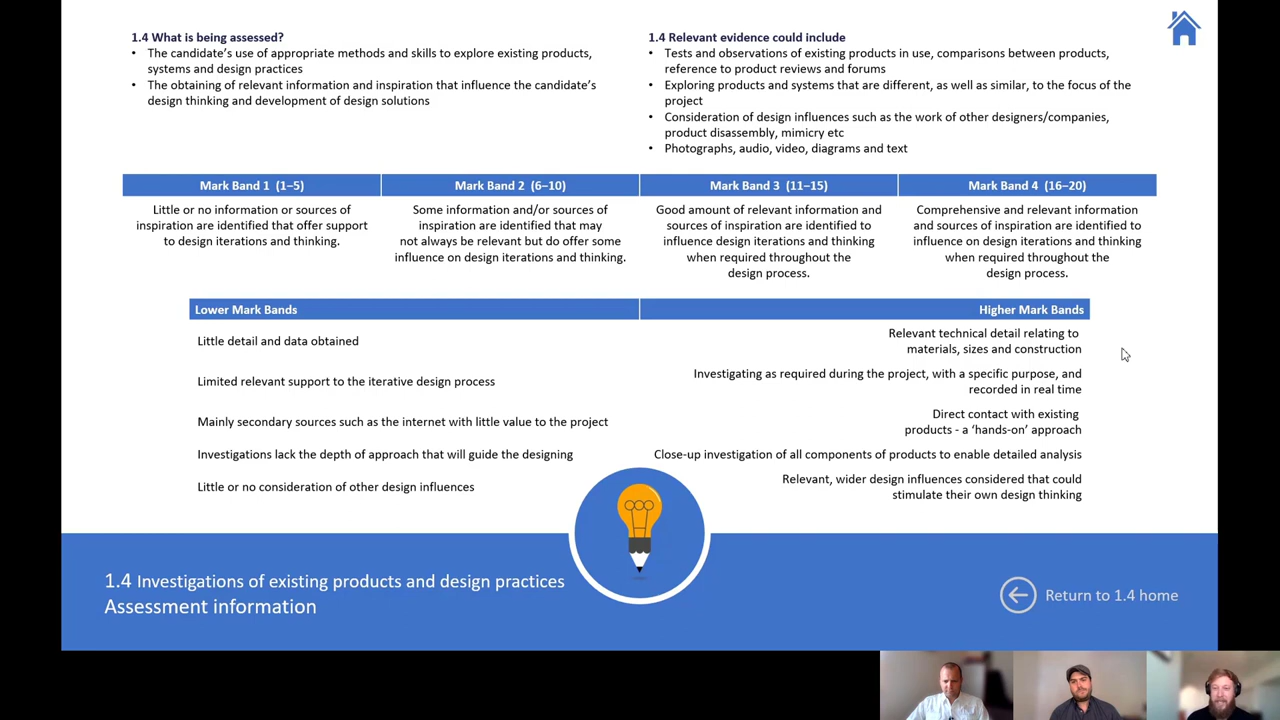 1.4 What is being assessed?
• The candidate's use of appropriate methods and skills to explore existing products,
systems and design practices
• The obtaining of relevant information and inspiration that influence the candidate's
design thinking and development of design solutions
1.4 Relevant evidence could include
• Tests and observations of existing products in use, comparisons between products,
reference to product reviews and forums
• Exploring products and systems that are different, as well as similar, to the focus of the
project
• Consideration of design influences such as the work of other designers/companies,
product disassembly, mimicry etc
• Photographs, audio, video, diagrams and text
Mark Band 1 (1–5)
Little or no information or sources of
inspiration are identified that offer support
to design iterations and thinking.
Mark Band 2 (6–10)
Some information and/or sources of
inspiration are identified that may
not always be relevant but do offer some
influence on design iterations and thinking.
Mark Band 3 (11–15)
Good amount of relevant information and
sources of inspiration are identified to
influence design iterations and thinking
when required throughout the
design process.
Mark Band 4 (16–20)
Comprehensive and relevant information
and sources of inspiration are identified to
influence on design iterations and thinking
when required throughout the
design process.
Lower Mark Bands
Little detail and data obtained
Limited relevant support to the iterative design process
Mainly secondary sources such as the internet with little value to the project
Investigations lack the depth of approach that will guide the designing
Little or no consideration of other design influences
Higher Mark Bands
Relevant technical detail relating to
materials, sizes and construction
Investigating as required during the project, with a specific purpose, and
recorded in real time
Direct contact with existing
products - a 'hands-on' approach
Close-up investigation of all components of products to enable detailed analysis
Relevant, wider design influences considered that could
stimulate their own design thinking
1.4 Investigations of existing products and design practices
Assessment information
Return to 1.4 home